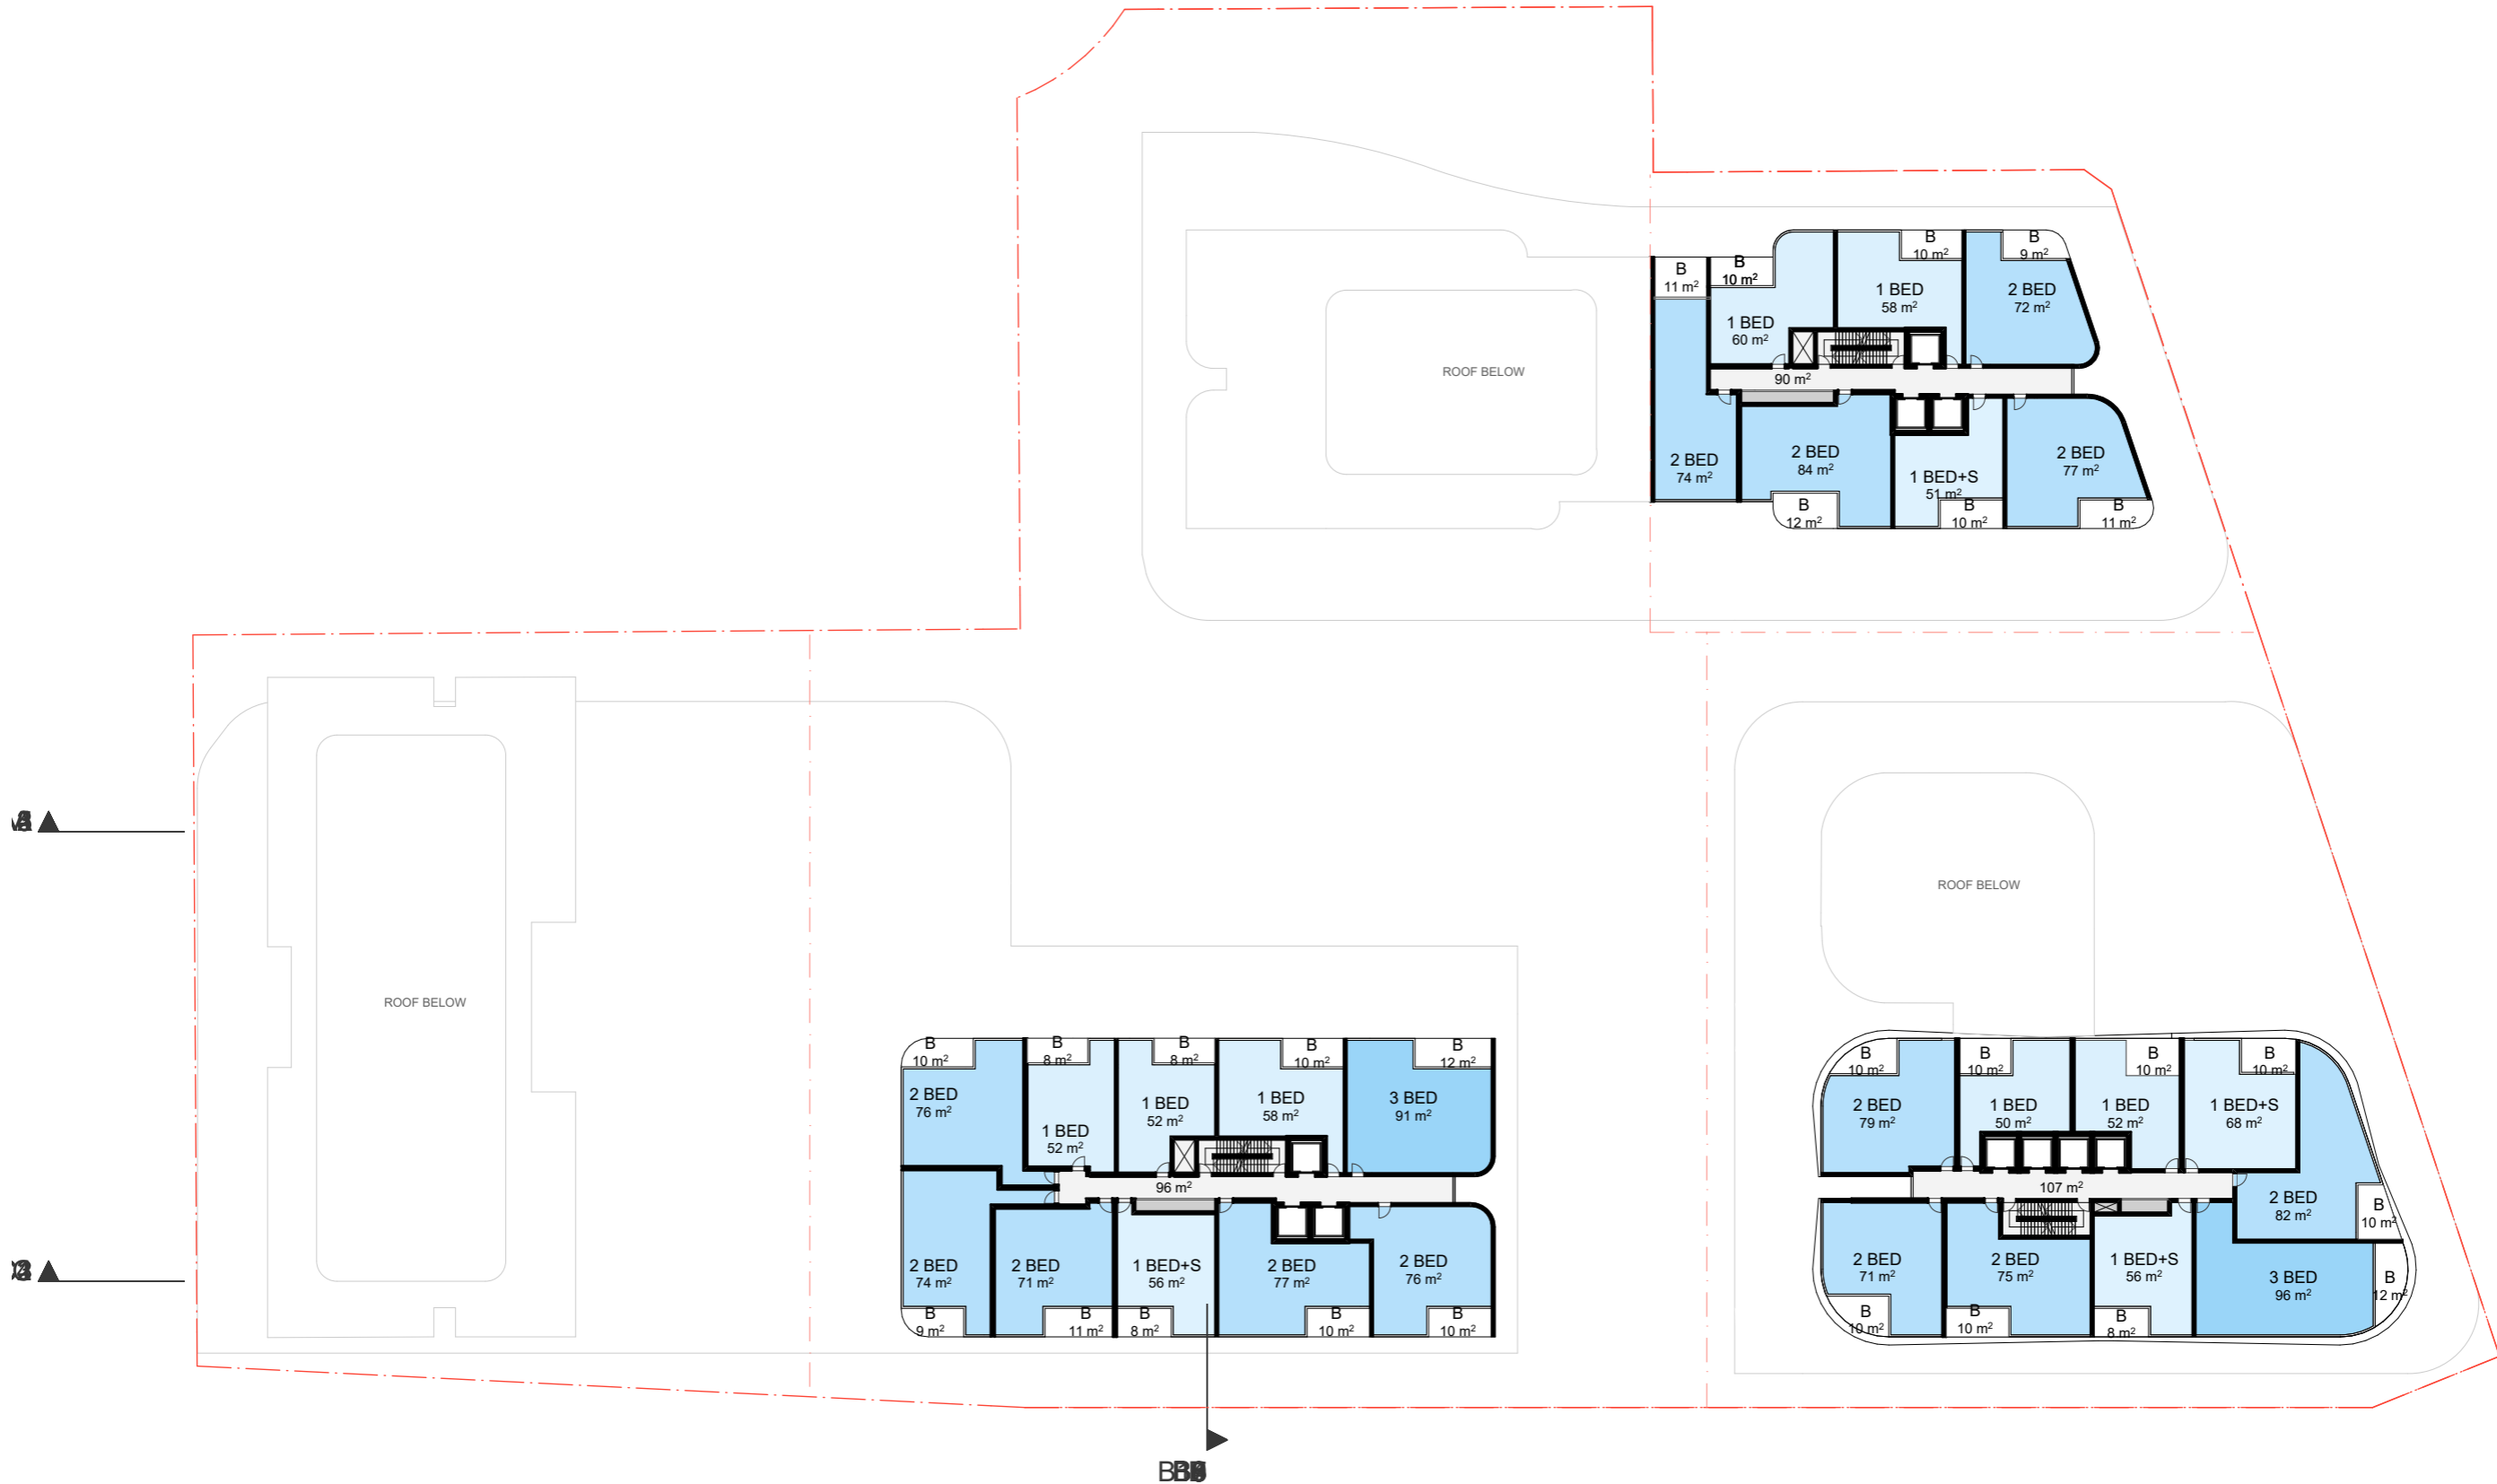 B
10 m²
B
9 m²
B
11 m²
B
10 m²
1 BED
58 m²
2 BED
72 m²
1 BED
60 m²
ROOF BELOW
90 m²
2 BED
74 m²
2 BED
84 m²
1 BED+S
51 m²
2 BED
77 m²
B
12 m²
B
10 m²
B
11 m²
ROOF BELOW
ROOF BELOW
B
10 m²
B
8 m²
B
8 m²
B
10 m²
B
12 m²
2 BED
76 m²
1 BED
52 m²
1 BED
52 m²
1 BED
58 m²
3 BED
91 m²
96 m²
2 BED
74 m²
2 BED
71 m²
1 BED+S
56 m²
2 BED
77 m²
2 BED
76 m²
B
9 m²
B
11 m²
B
8 m²
B
10 m²
B
10 m²
B
10 m²
B
10 m²
B
10 m²
B
10 m²
2 BED
79 m²
1 BED
50 m²
1 BED
52 m²
1 BED+S
68 m²
107 m²
2 BED
82 m²
B
10 m²
2 BED
71 m²
2 BED
75 m²
1 BED+S
56 m²
3 BED
96 m²
B
12 m²
B
10 m²
B
10 m²
B
8 m²